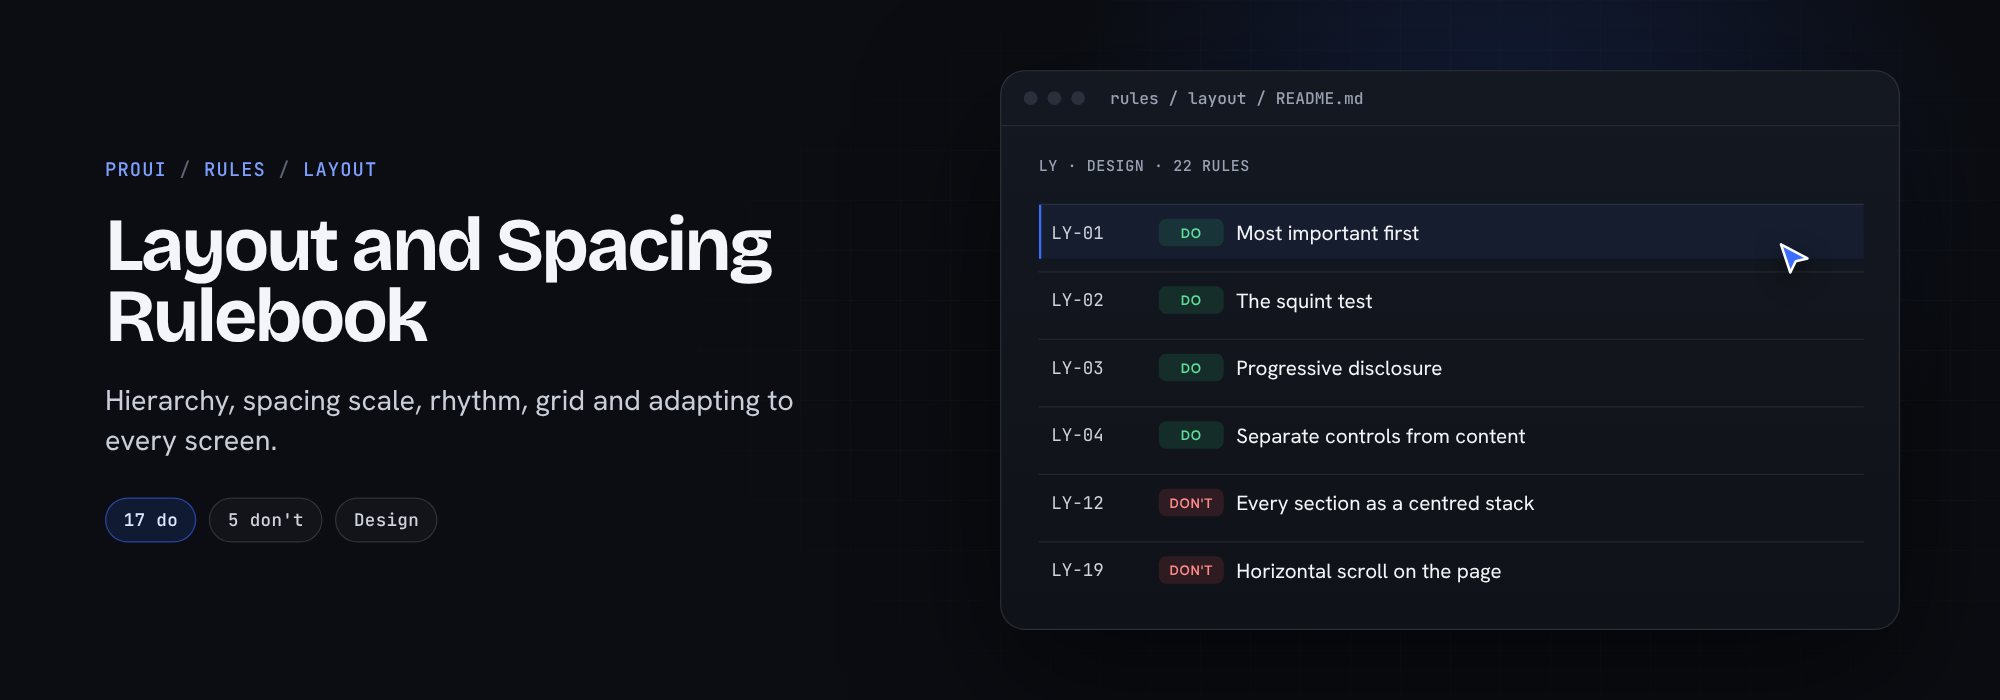 PROUI / RULES / LAYOUT
Layout and Spacing
Rulebook
Hierarchy, spacing scale, rhythm, grid and adapting to
every screen.
17 do
5 don't
Design
rules / layout / README.md
LY · DESIGN · 22 RULES
LY-01 DO Most important first
LY-02 DO The squint test
LY-03 DO Progressive disclosure
LY-04 DO Separate controls from content
LY-12 DON'T Every section as a centred stack
LY-19 DON'T Horizontal scroll on the page